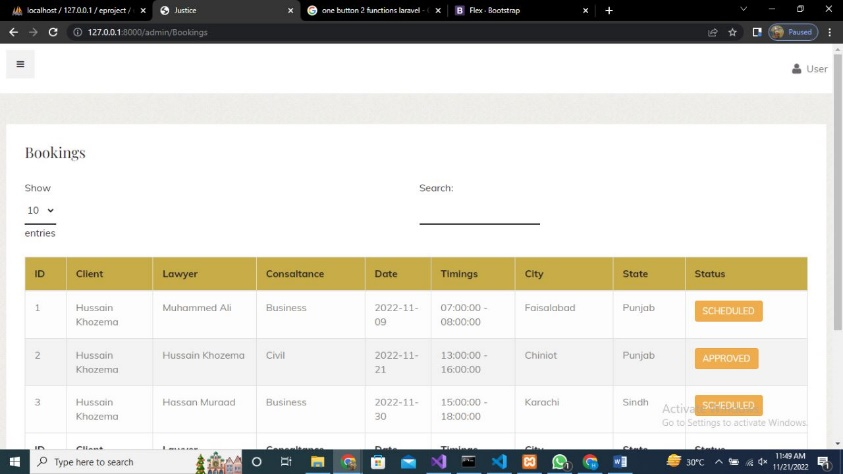 localhost / 127.0.0.1 / eproject /
Justice
one button 2 functions laravel -
Flex · Bootstrap
127.0.0.1:8000/admin/Bookings
Paused
User
Bookings
Show
10
entries
Search:
ID Client Lawyer Consaltance Date Timings City State Status
1 Hussain Khozema Muhammed Ali Business 2022-11-09 07:00:00 - 08:00:00 Faisalabad Punjab SCHEDULED
2 Hussain Khozema Hussain Khozema Civil 2022-11-21 13:00:00 - 16:00:00 Chiniot Punjab APPROVED
3 Hussain Khozema Hassan Muraad Business 2022-11-30 15:00:00 - 18:00:00 Karachi Sindh SCHEDULED
Go to Settings to activate Windows.
ID Client Lawyer Consaltance Date Timings City State Status
Type here to search
30°C
11:49 AM
11/21/2022